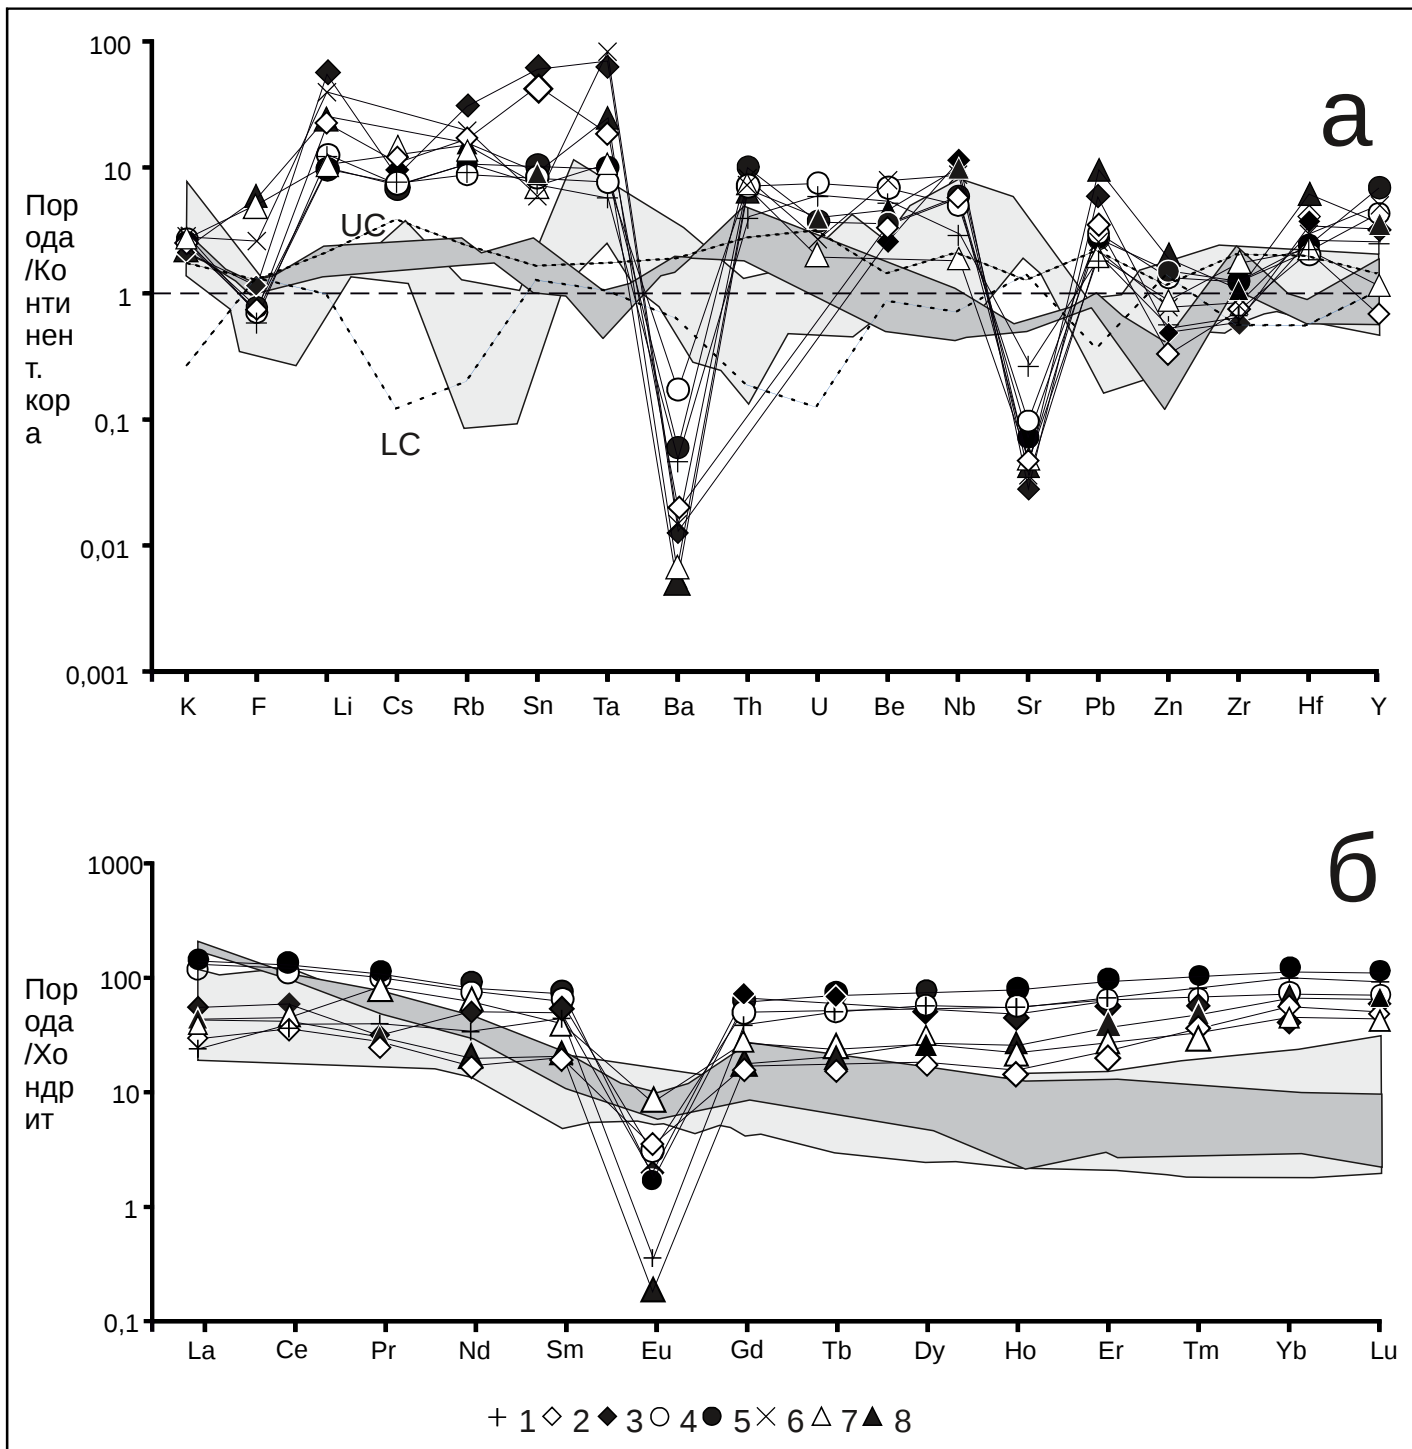 а
100
10
1
0,1
0,01
0,001
Пор
ода
/Ко
нти
нен
т.
кор
а
UC
LC
K F Li Cs Rb Sn Ta Ba Th U Be Nb Sr Pb Zn Zr Hf Y
б
1000
100
10
1
0,1
Пор
ода
/Хо
ндр
ит
La Ce Pr Nd Sm Eu Gd Tb Dy Ho Er Tm Yb Lu
1 2 3 4 5 6 7 8